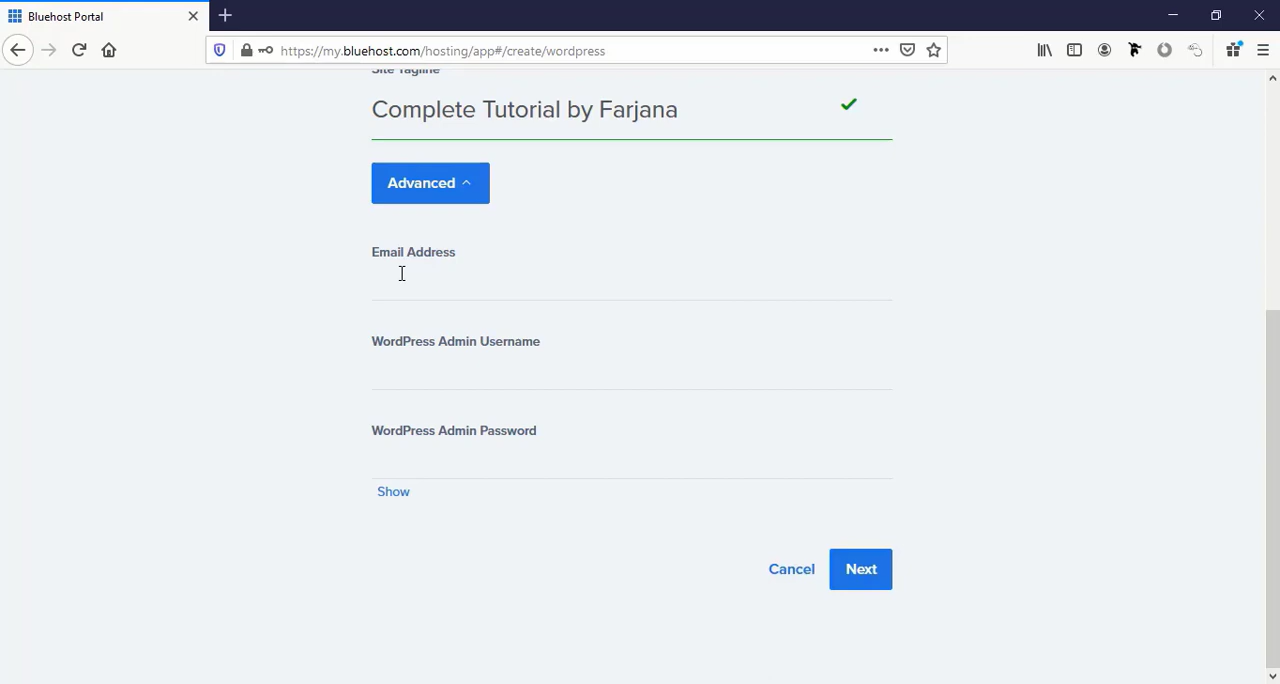 Bluehost Portal
https://my.bluehost.com/hosting/app#/create/wordpress
Site Tagline
Complete Tutorial by Farjana
Advanced
Email Address
WordPress Admin Username
WordPress Admin Password
Show
Cancel
Next